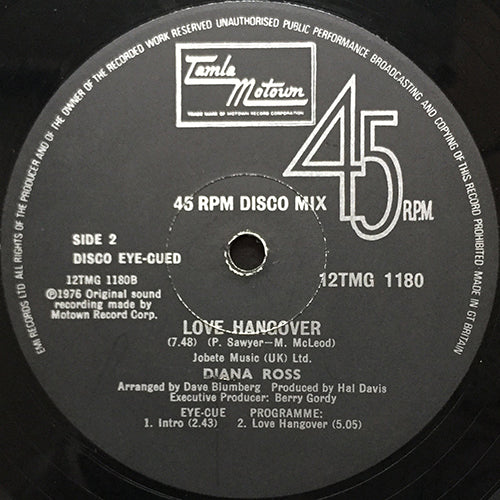 EMI RECORDS LTD ALL RIGHTS OF THE PRODUCER AND OF THE OWNER OF THE RECORDED WORK RESERVED UNAUTHORISED PUBLIC PERFORMANCE BROADCASTING AND COPYING OF THIS RECORD PROHIBITED MADE IN GT BRITAIN
Tamla
Motown
TRADE NAME OF MOTOWN RECORD CORPORATION
45 R.P.M.
45 RPM DISCO MIX
SIDE 2
DISCO EYE-CUED
12TMG 1180B
12TMG 1180
℗1976 Original sound
recording made by
Motown Record Corp.
LOVE HANGOVER
(7.48) (P. Sawyer—M. McLeod)
Jobete Music (UK) Ltd.
DIANA ROSS
Arranged by Dave Blumberg Produced by Hal Davis
Executive Producer: Berry Gordy
EYE-CUE PROGRAMME:
1. Intro (2.43) 2. Love Hangover (5.05)